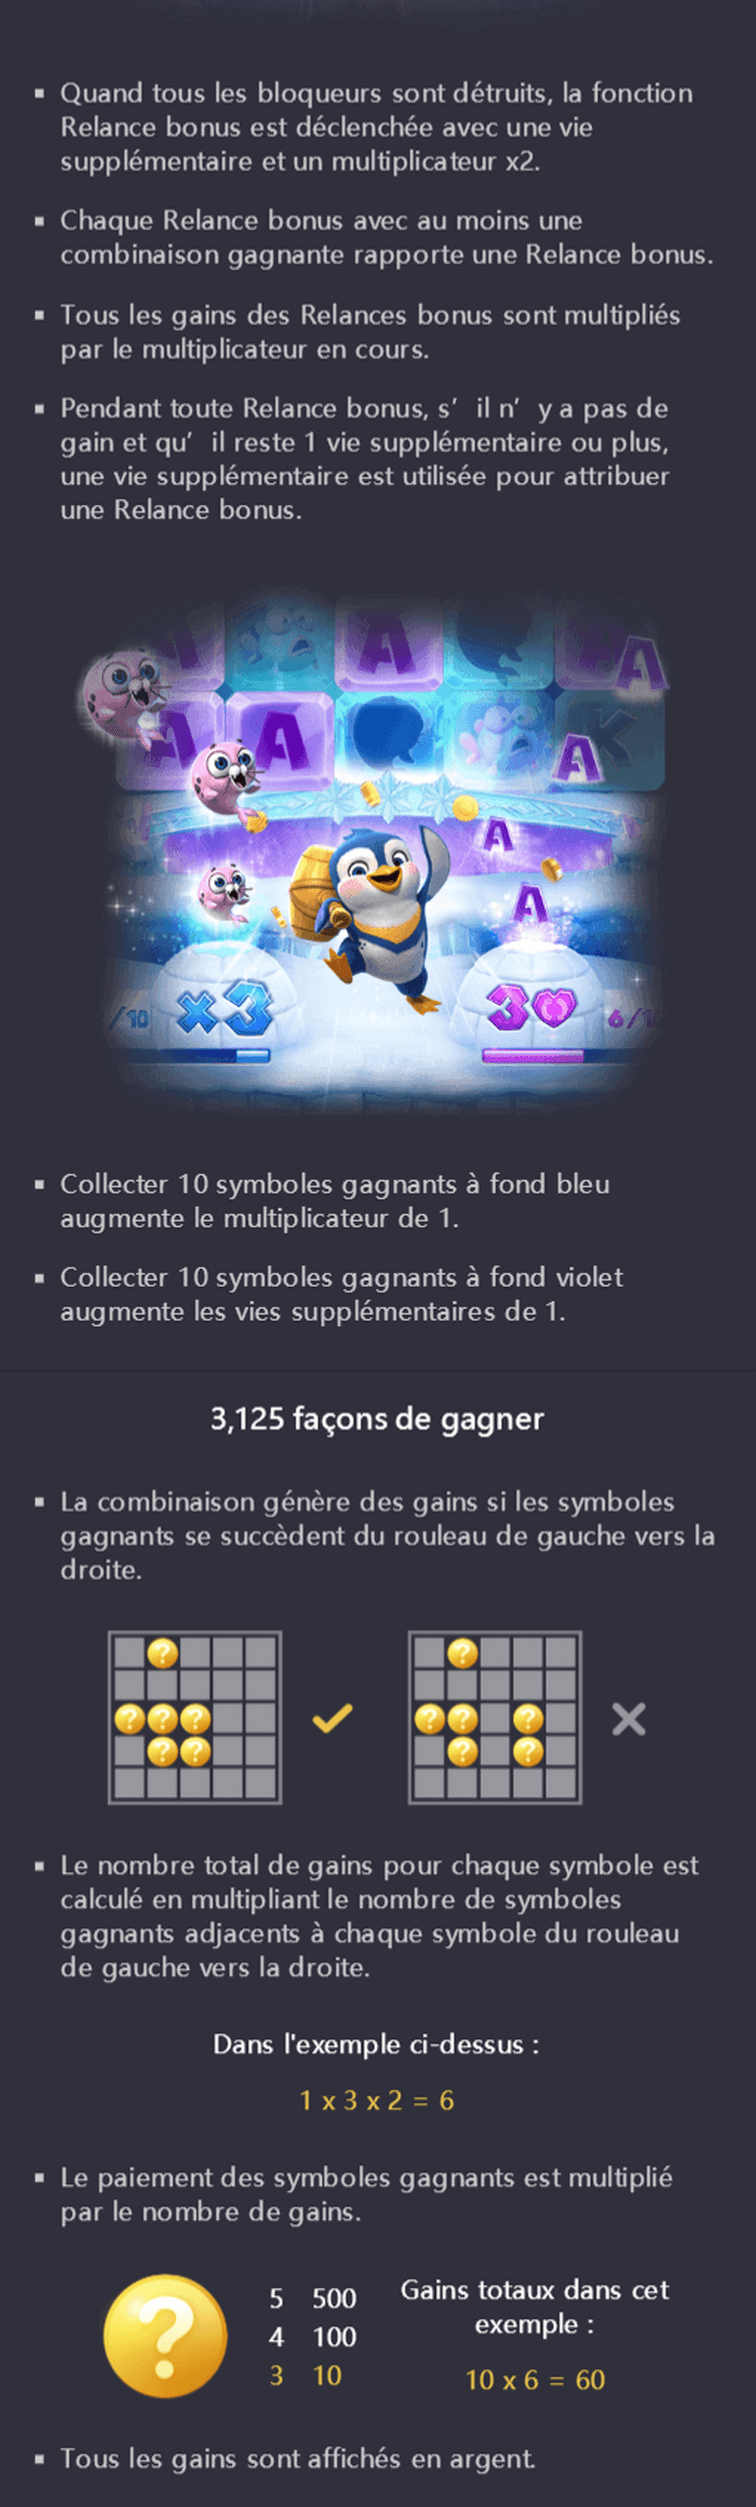 ▪ Quand tous les bloqueurs sont détruits, la fonction
Relance bonus est déclenchée avec une vie
supplémentaire et un multiplicateur x2.
▪ Chaque Relance bonus avec au moins une
combinaison gagnante rapporte une Relance bonus.
▪ Tous les gains des Relances bonus sont multipliés
par le multiplicateur en cours.
▪ Pendant toute Relance bonus, s’ il n’ y a pas de
gain et qu’ il reste 1 vie supplémentaire ou plus,
une vie supplémentaire est utilisée pour attribuer
une Relance bonus.
A A A
A A K A
A
A
/10 x3 3 6/1
▪ Collecter 10 symboles gagnants à fond bleu
augmente le multiplicateur de 1.
▪ Collecter 10 symboles gagnants à fond violet
augmente les vies supplémentaires de 1.
3,125 façons de gagner
▪ La combinaison génère des gains si les symboles
gagnants se succèdent du rouleau de gauche vers la
droite.
?
? ? ?
? ?
?
? ? ?
? ?
▪ Le nombre total de gains pour chaque symbole est
calculé en multipliant le nombre de symboles
gagnants adjacents à chaque symbole du rouleau
de gauche vers la droite.
Dans l'exemple ci-dessus :
1 x 3 x 2 = 6
▪ Le paiement des symboles gagnants est multiplié
par le nombre de gains.
?
5 500
4 100
3 10
Gains totaux dans cet
exemple :
10 x 6 = 60
▪ Tous les gains sont affichés en argent.